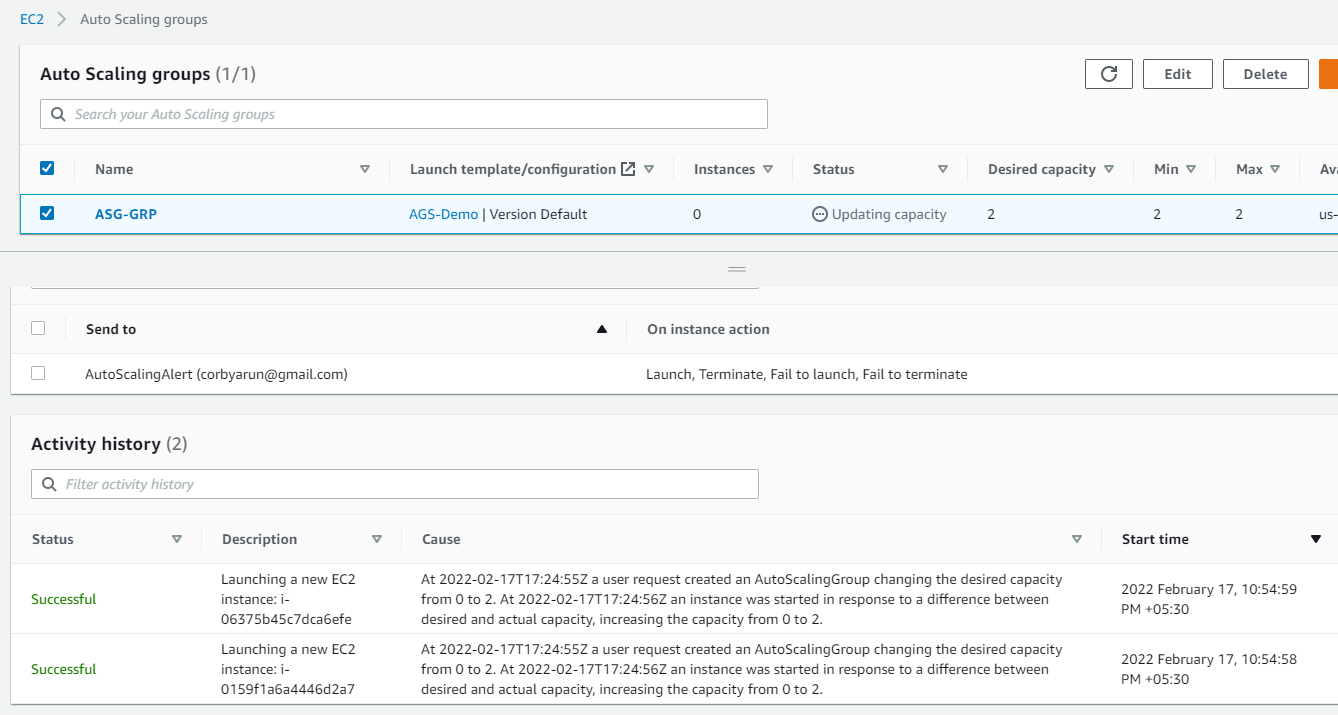 EC2 > Auto Scaling groups
Auto Scaling groups (1/1)
Edit
Delete
Search your Auto Scaling groups
Name
Launch template/configuration
Instances
Status
Desired capacity
Min
Max
Ava
ASG-GRP
AGS-Demo | Version Default
0
Updating capacity
2
2
2
us-
Send to
On instance action
AutoScalingAlert (corbyarun@gmail.com)
Launch, Terminate, Fail to launch, Fail to terminate
Activity history (2)
Filter activity history
Status
Description
Cause
Start time
Successful
Launching a new EC2
instance: i-
06375b45c7dca6efe
At 2022-02-17T17:24:55Z a user request created an AutoScalingGroup changing the desired capacity
from 0 to 2. At 2022-02-17T17:24:56Z an instance was started in response to a difference between
desired and actual capacity, increasing the capacity from 0 to 2.
2022 February 17, 10:54:59
PM +05:30
Successful
Launching a new EC2
instance: i-
0159f1a6a4446d2a7
At 2022-02-17T17:24:55Z a user request created an AutoScalingGroup changing the desired capacity
from 0 to 2. At 2022-02-17T17:24:56Z an instance was started in response to a difference between
desired and actual capacity, increasing the capacity from 0 to 2.
2022 February 17, 10:54:58
PM +05:30